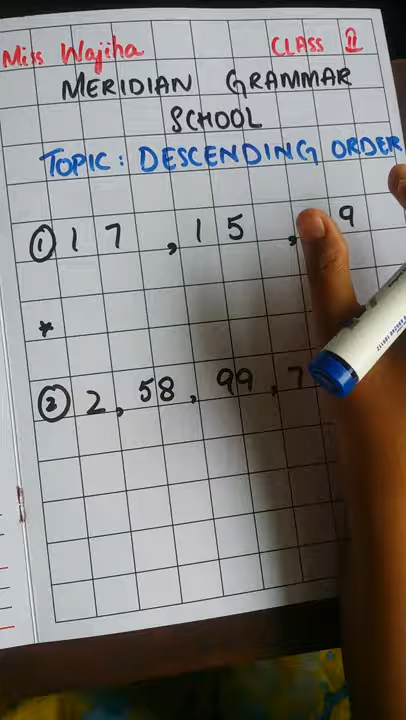 Miss Wajiha CLASS II
MERIDIAN GRAMMAR
SCHOOL
TOPIC: DESCENDING ORDER
① 17 , 15 , 9
*
② 2, 58, 99, 7